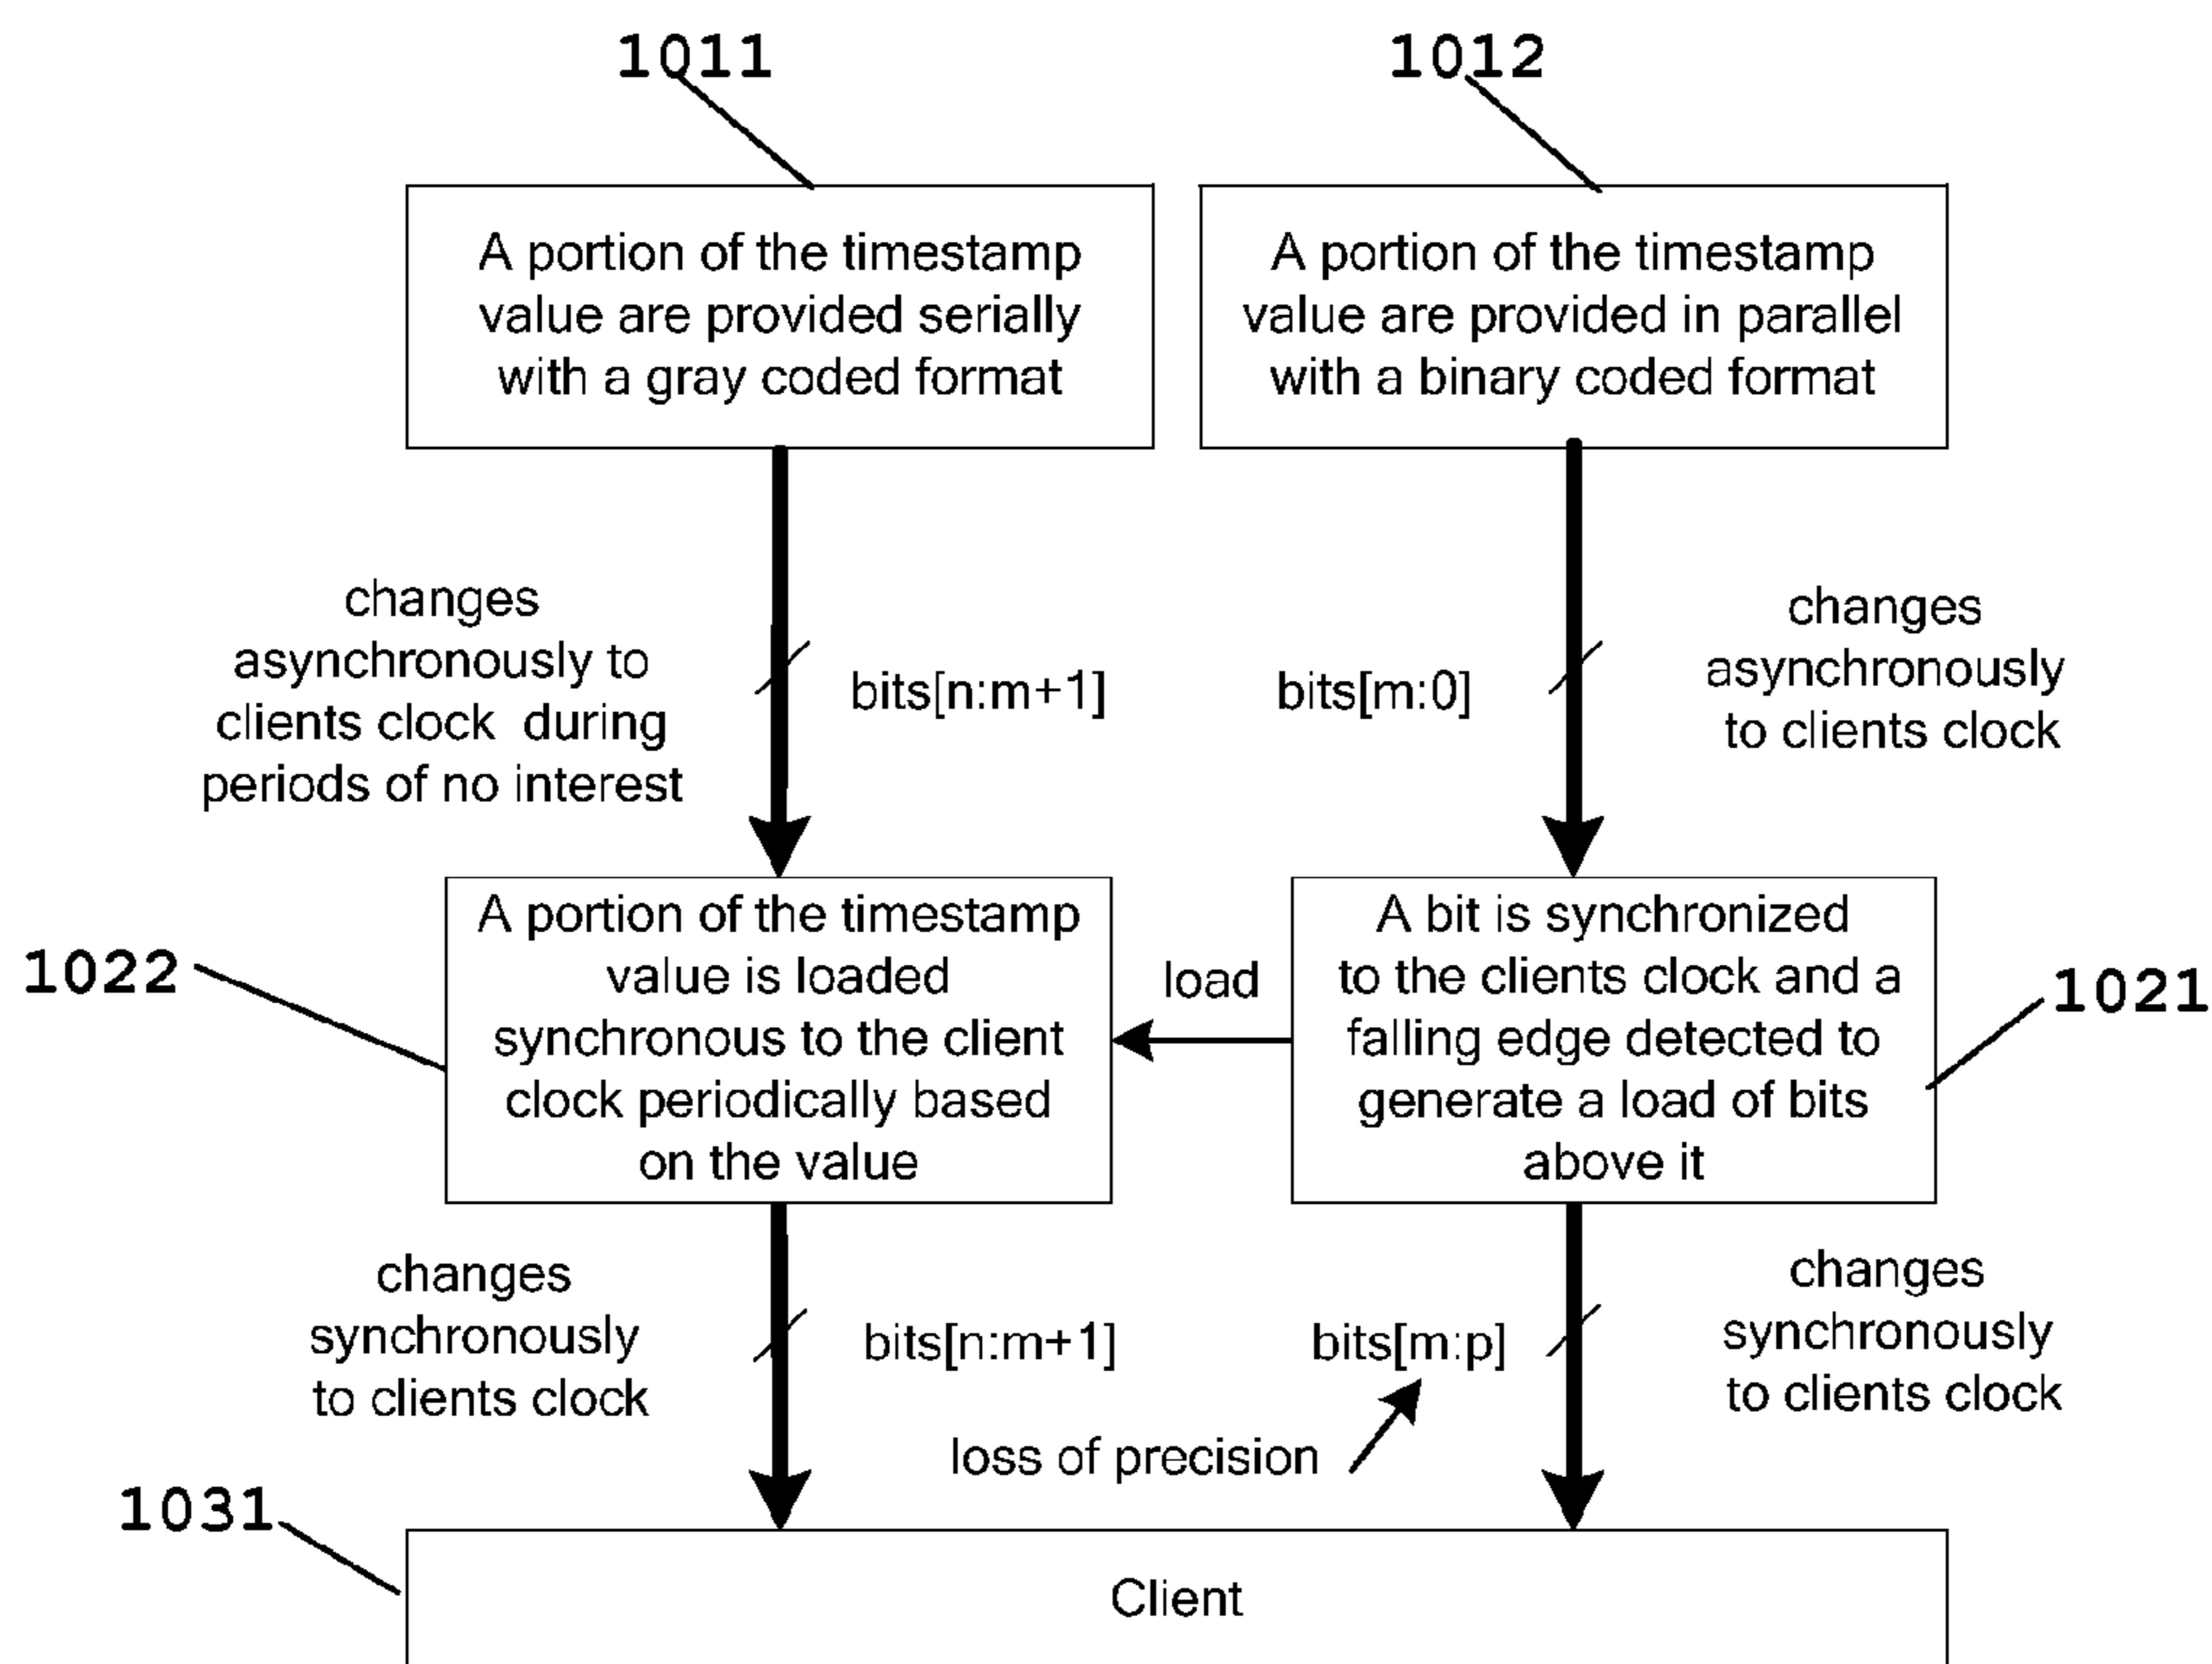 1011
1012
A portion of the timestamp
value are provided serially
with a gray coded format
A portion of the timestamp
value are provided in parallel
with a binary coded format
changes
asynchronously to
clients clock during
periods of no interest
bits[n:m+1]
bits[m:0]
changes
asynchronously
to clients clock
1022
A portion of the timestamp
value is loaded
synchronous to the client
clock periodically based
on the value
load
A bit is synchronized
to the clients clock and a
falling edge detected to
generate a load of bits
above it
1021
changes
synchronously
to clients clock
bits[n:m+1]
bits[m:p]
loss of precision
changes
synchronously
to clients clock
1031
Client